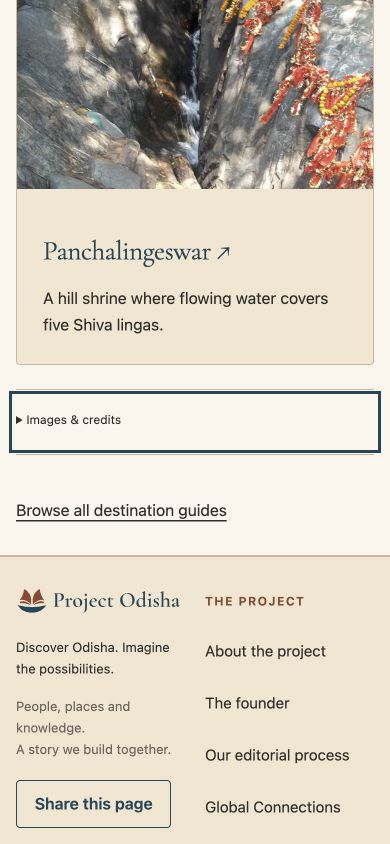 Panchalingeswar ↗
A hill shrine where flowing water covers
five Shiva lingas.
▶ Images & credits
Browse all destination guides
Project Odisha
Discover Odisha. Imagine
the possibilities.
People, places and
knowledge.
A story we build together.
Share this page
THE PROJECT
About the project
The founder
Our editorial process
Global Connections